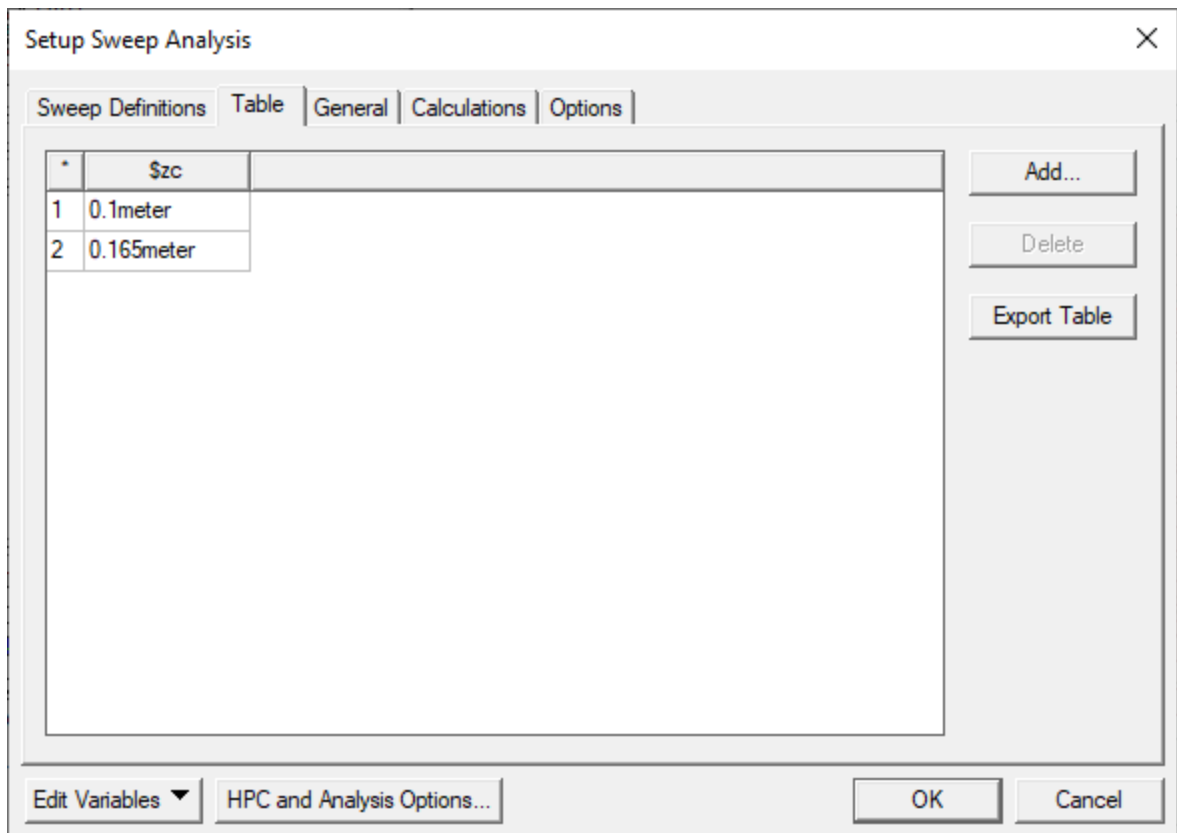 Setup Sweep Analysis
Sweep Definitions Table General Calculations Options
* $zc
1 0.1meter
2 0.165meter
Add...
Delete
Export Table
Edit Variables HPC and Analysis Options... OK Cancel